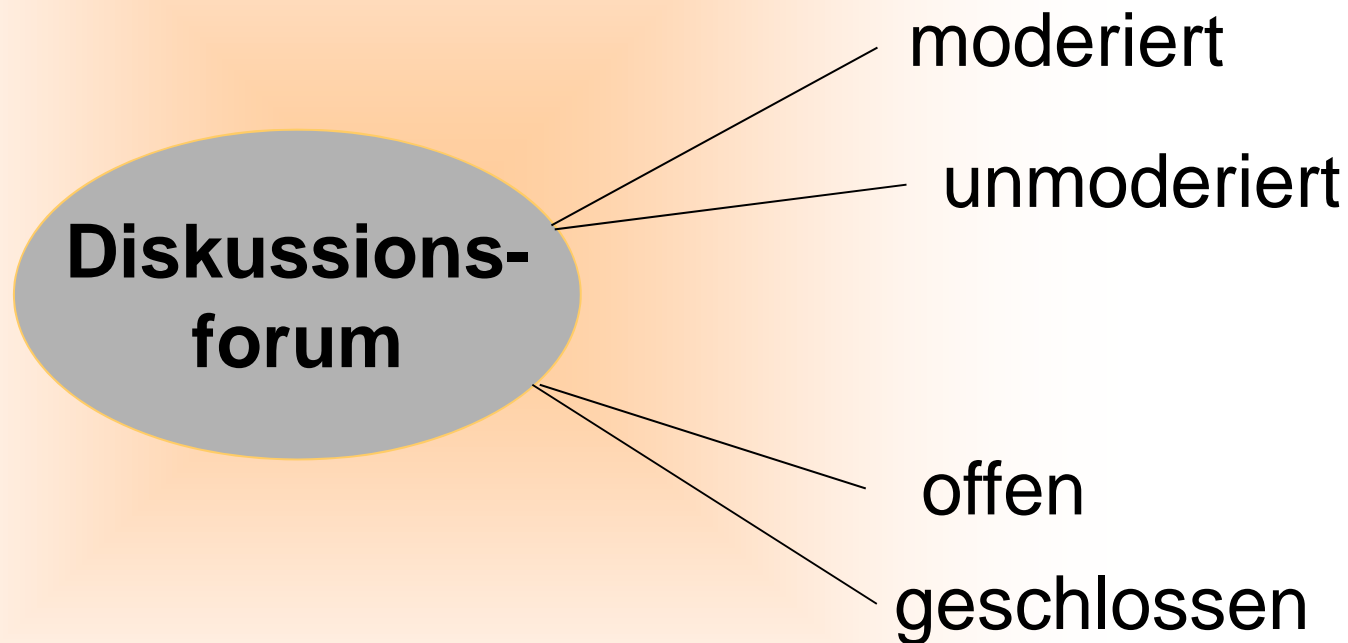 Diskussions-
forum
moderiert
unmoderiert
offen
geschlossen